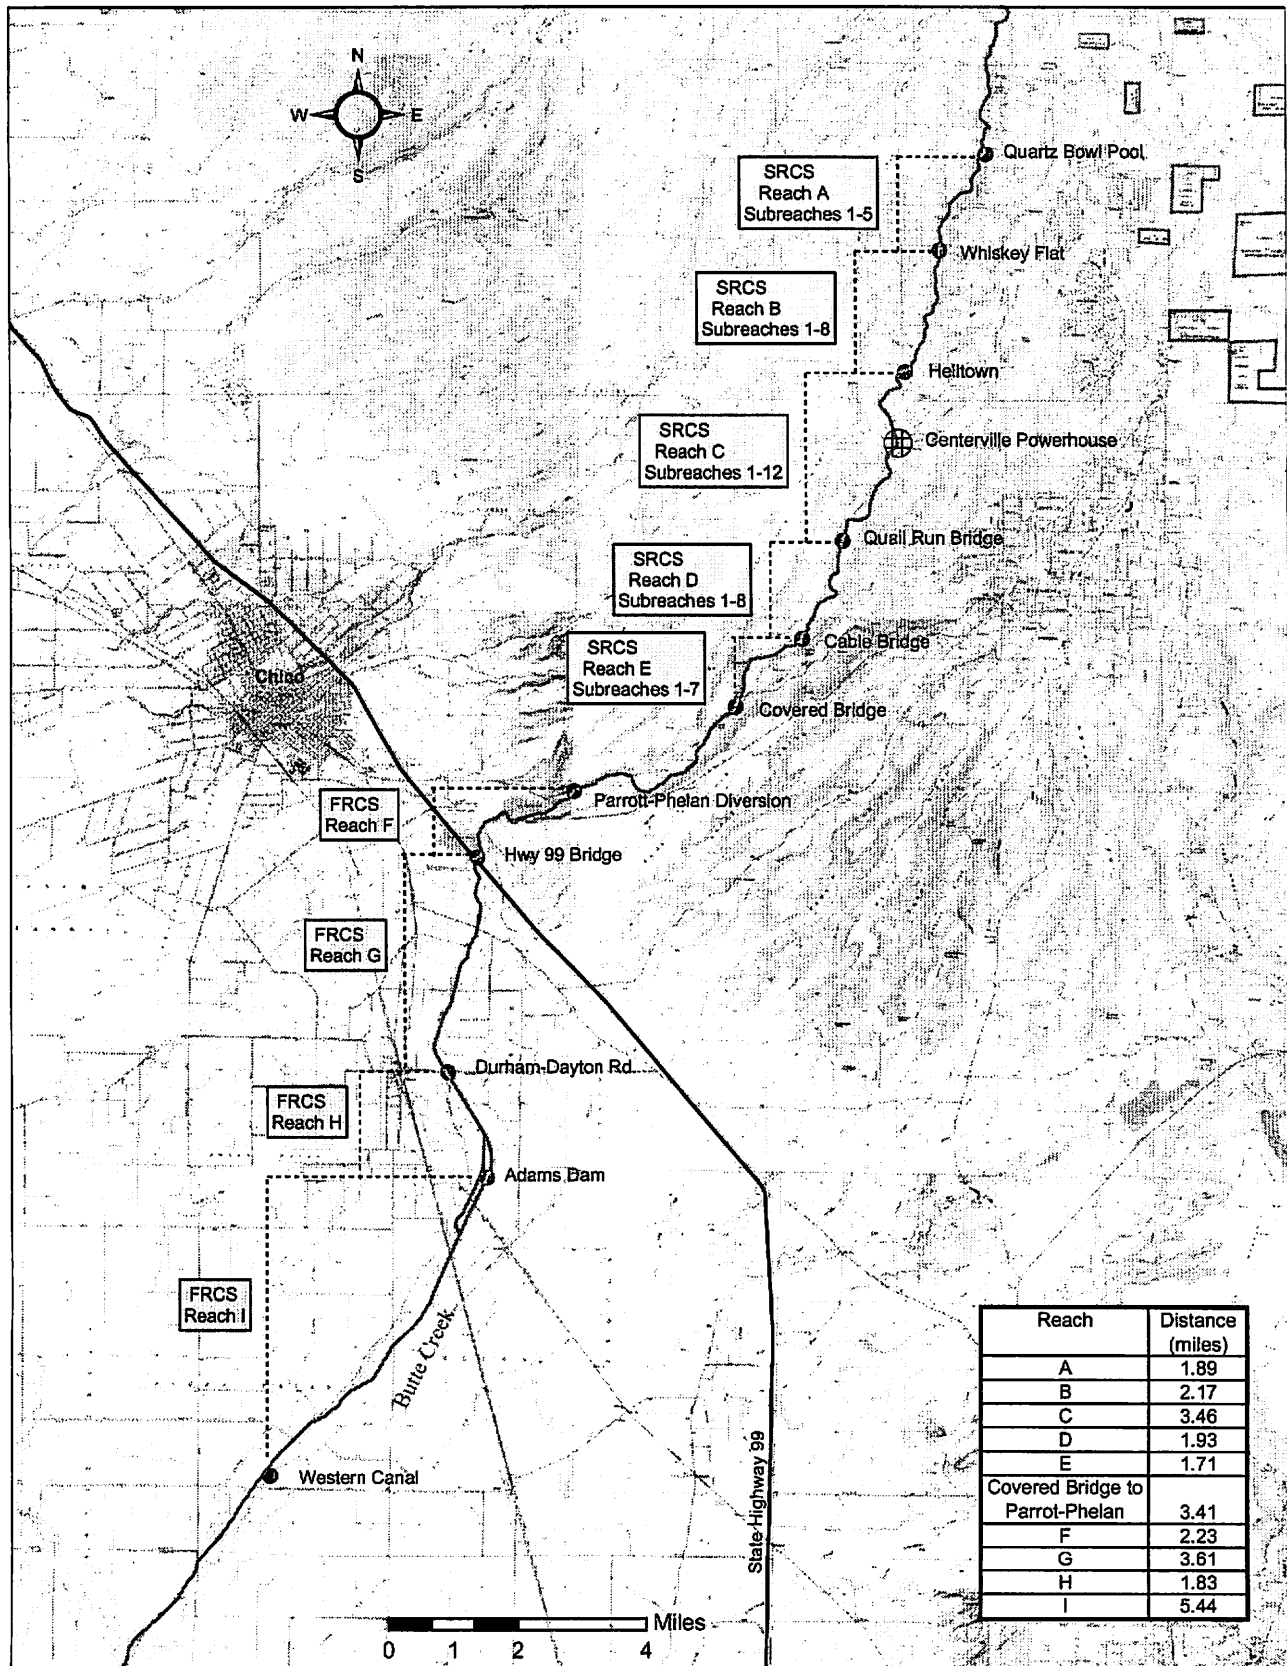 N
W E
S
Quartz Bowl Pool
SRCS
Reach A
Subreaches 1-5
Whiskey Flat
SRCS
Reach B
Subreaches 1-8
Helltown
SRCS
Reach C
Subreaches 1-12
Centerville Powerhouse
Quail Run Bridge
SRCS
Reach D
Subreaches 1-8
Cable Bridge
SRCS
Reach E
Subreaches 1-7
Chico
Covered Bridge
Parrott-Phelan Diversion
FRCS
Reach F
Hwy 99 Bridge
FRCS
Reach G
Durham-Dayton Rd.
FRCS
Reach H
Adams Dam
FRCS
Reach I
Butte Creek
Western Canal
State Highway 99
Reach Distance
(miles)
A 1.89
B 2.17
C 3.46
D 1.93
E 1.71
Covered Bridge to
Parrot-Phelan 3.41
F 2.23
G 3.61
H 1.83
I 5.44
Miles
0 1 2 4